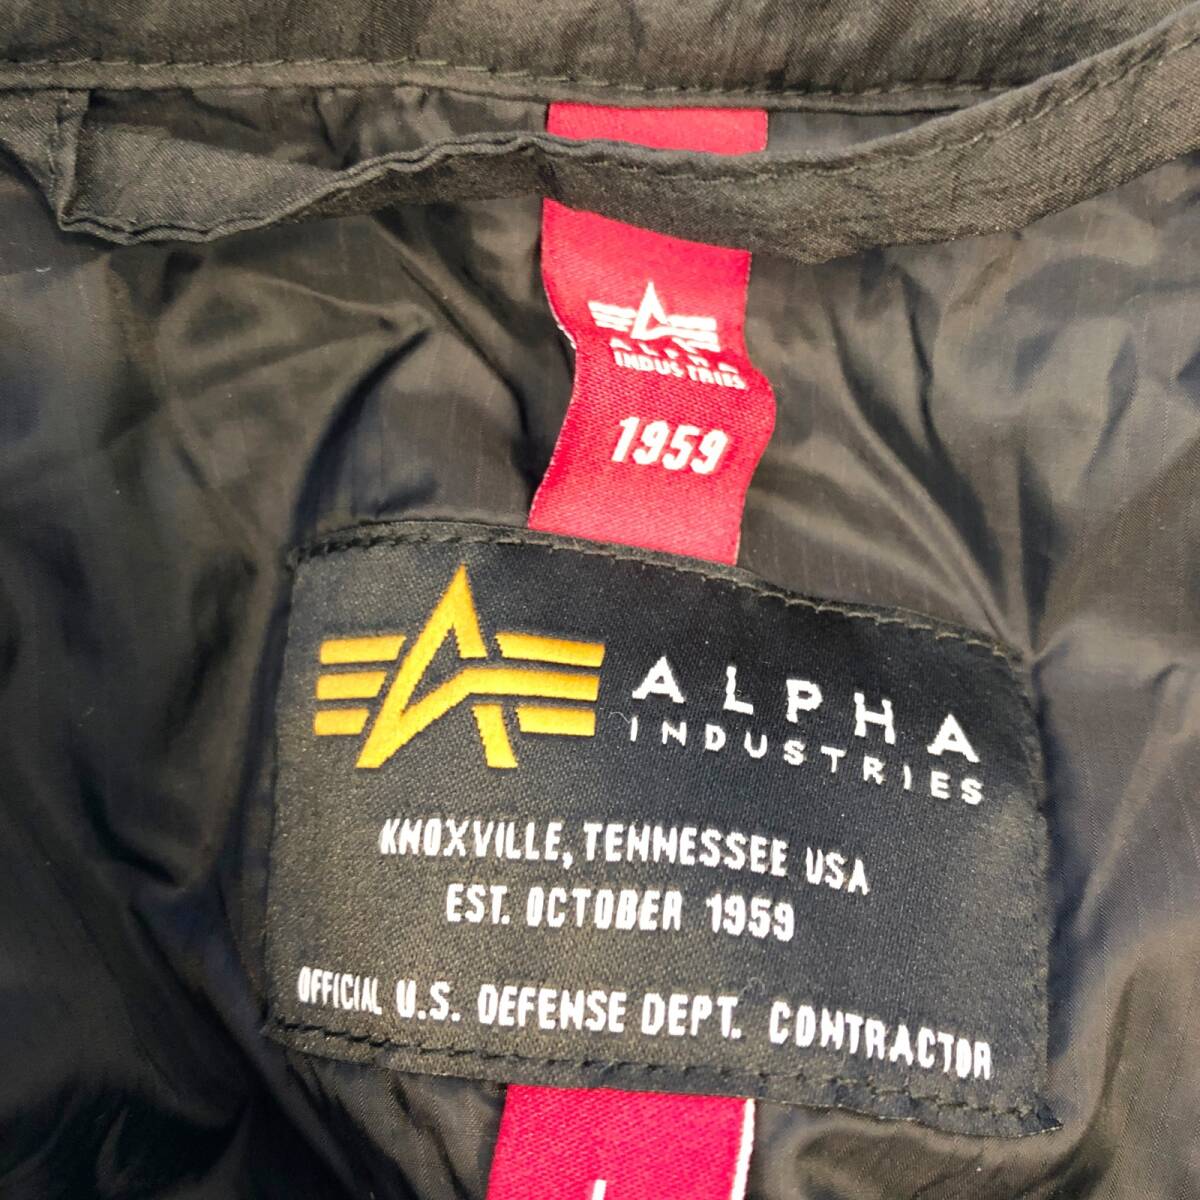 ALPHA
INDUSTRIES
1959
ALPHA
INDUSTRIES
KNOXVILLE, TENNESSEE USA
EST. OCTOBER 1959
OFFICIAL U.S. DEFENSE DEPT. CONTRACTOR